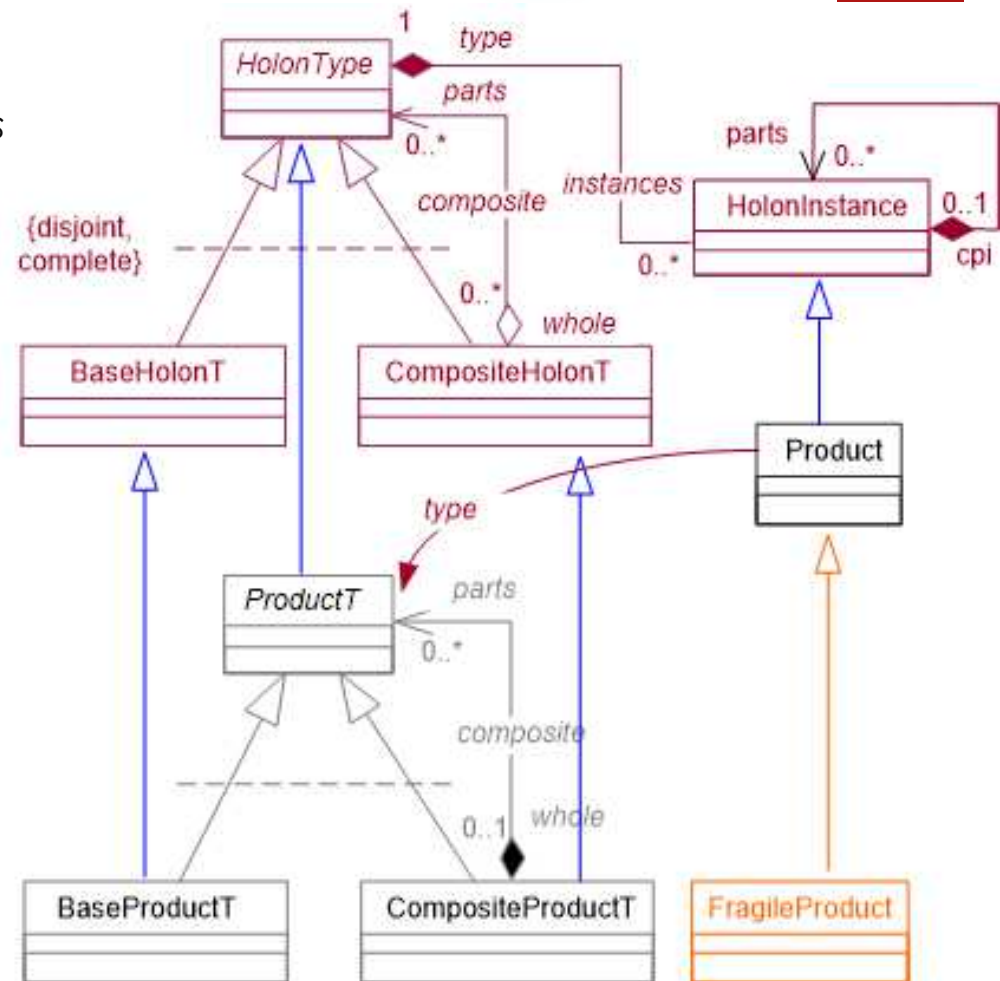 1
type
HolonType
parts
s
0..*
parts
0..*
composite
instances
HolonInstance
0..1
{disjoint,
complete}
0..*
cpi
0..*
whole
BaseHolonT
CompositeHolonT
Product
type
ProductT
parts
0..*
composite
0..1
whole
BaseProductT
CompositeProductT
FragileProduct